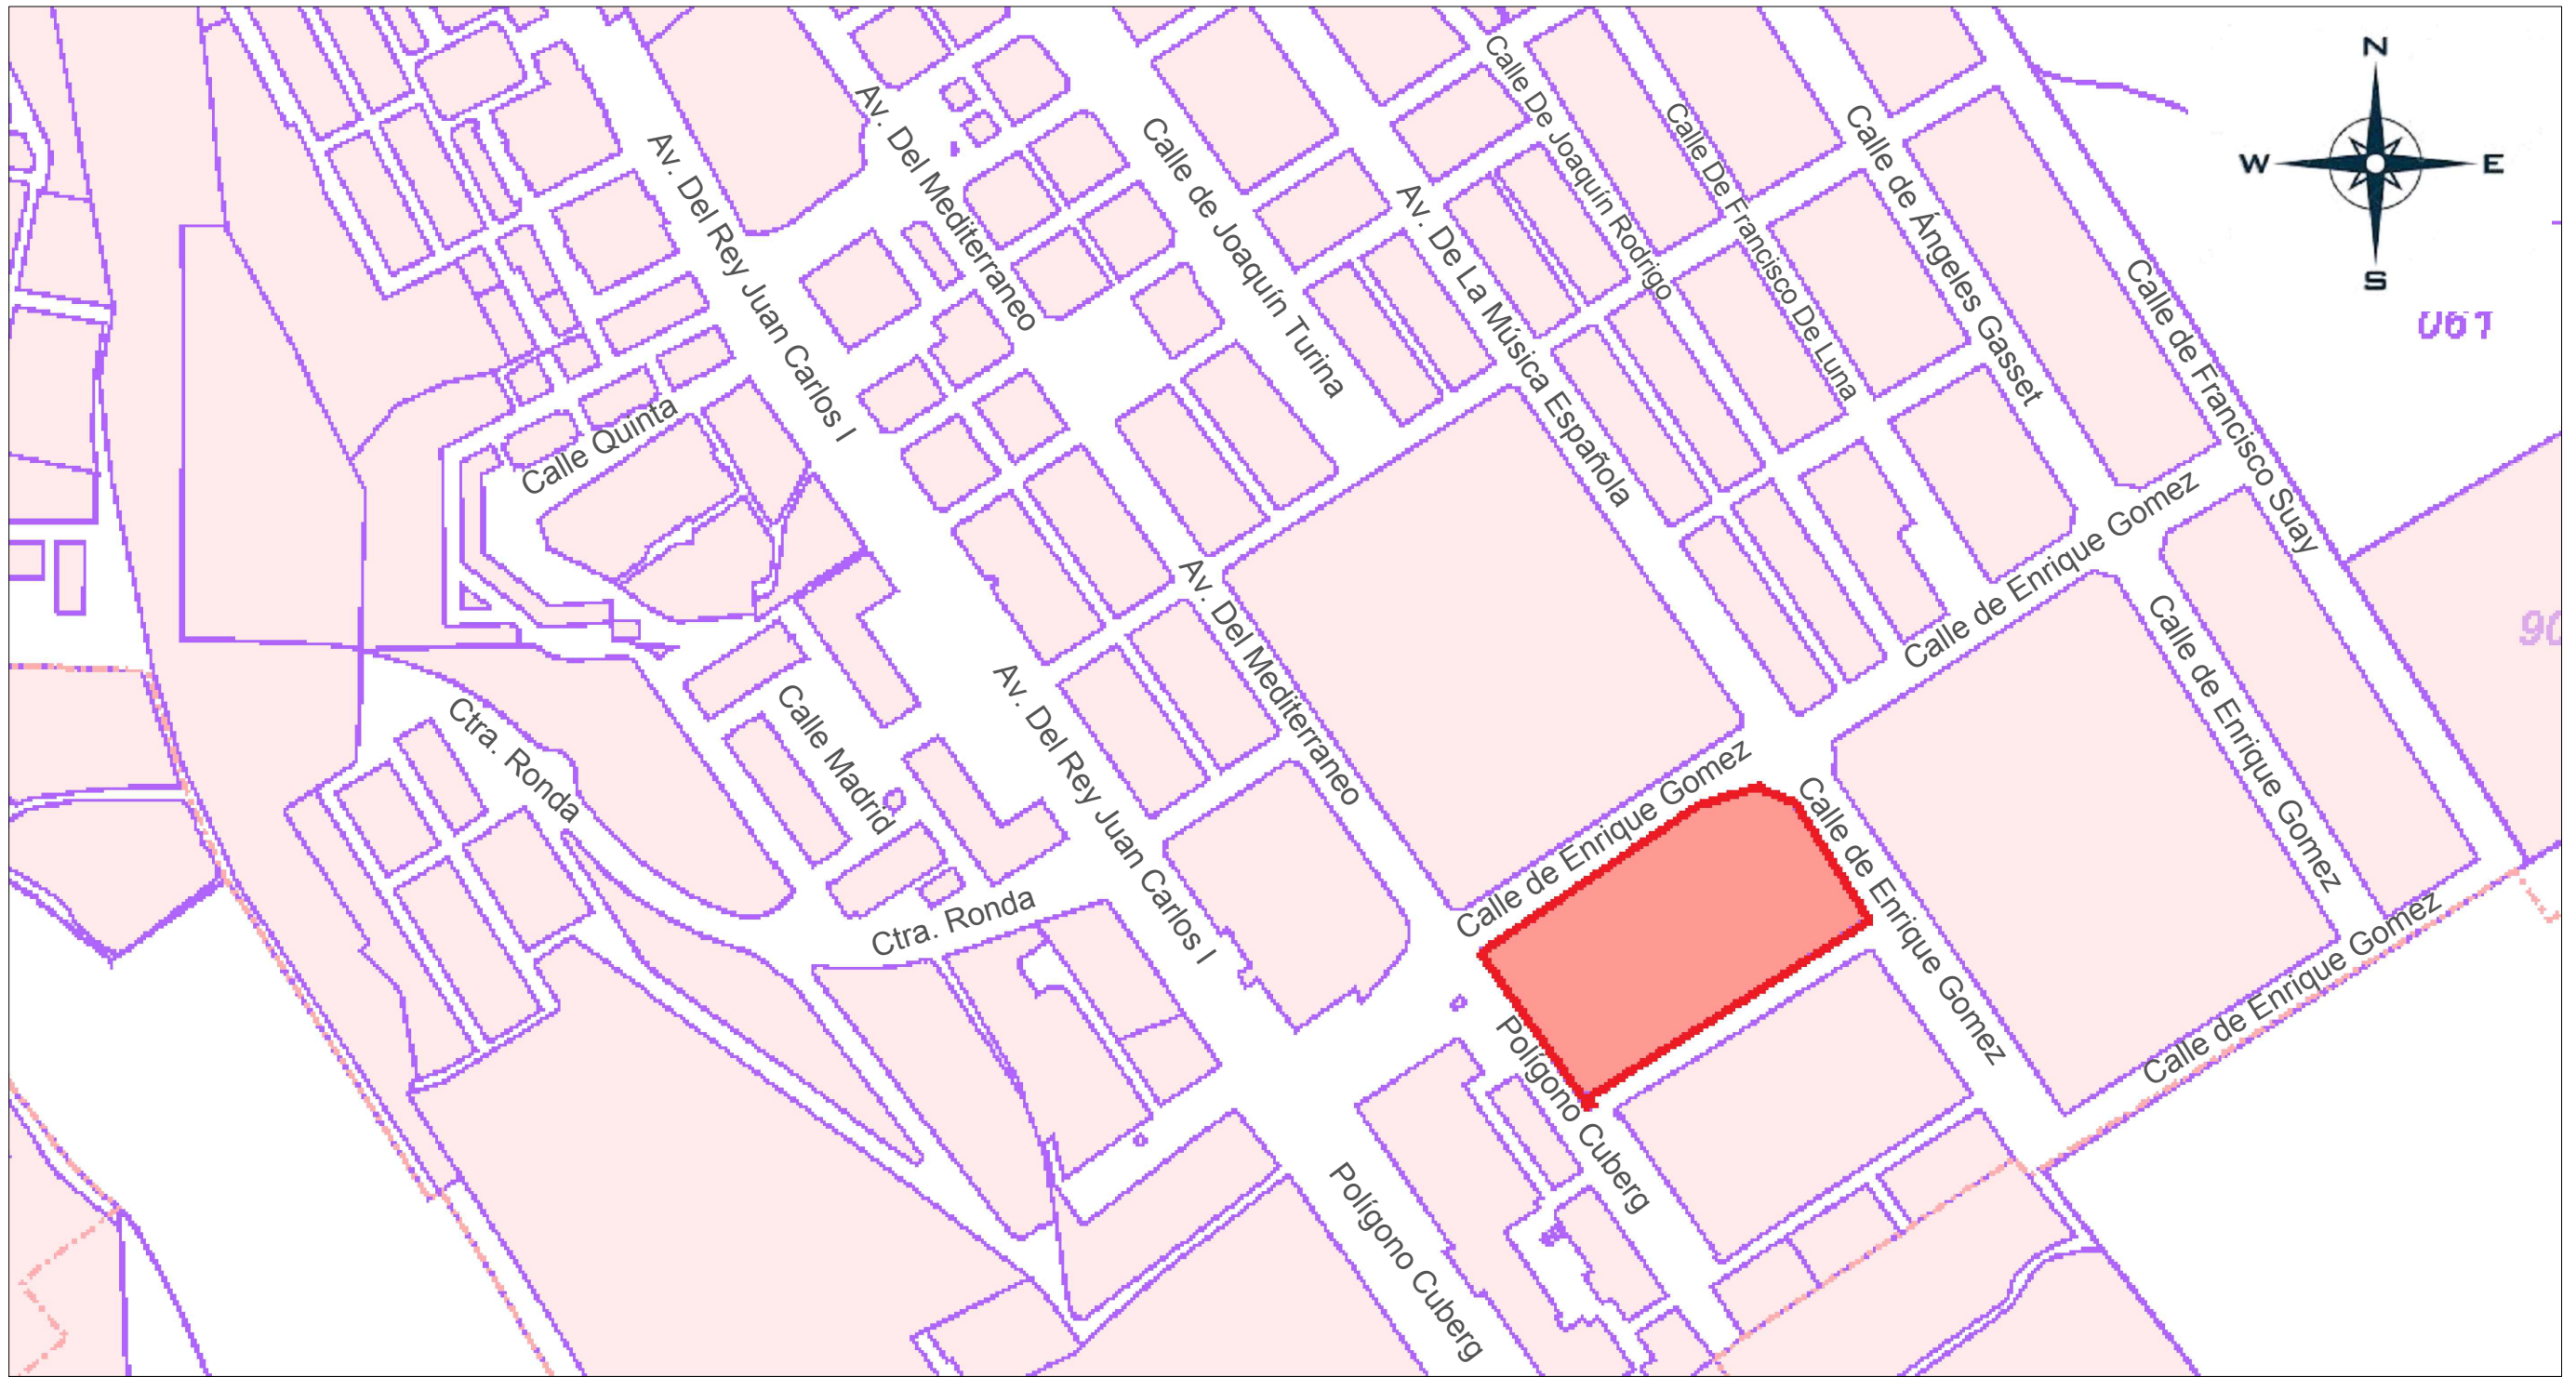 N
W
E
S
Calle De Joaquín Rodrigo
Calle De Francisco De Luna
Calle de Ángeles Gasset
Av. Del Mediterraneo
Calle de Joaquín Turina
Av. Del Rey Juan Carlos I
Av. De La Música Española
Calle de Francisco Suay
061
Calle Quinta
Calle de Enrique Gomez
Av. Del Mediterraneo
Calle de Enrique Gomez
90
Av. Del Rey Juan Carlos I
Calle Madrid
Ctra. Ronda
Calle de Enrique Gomez
Calle de Enrique Gomez
Ctra. Ronda
Calle de Enrique Gomez
Polígono Cuberg
Polígono Cuberg